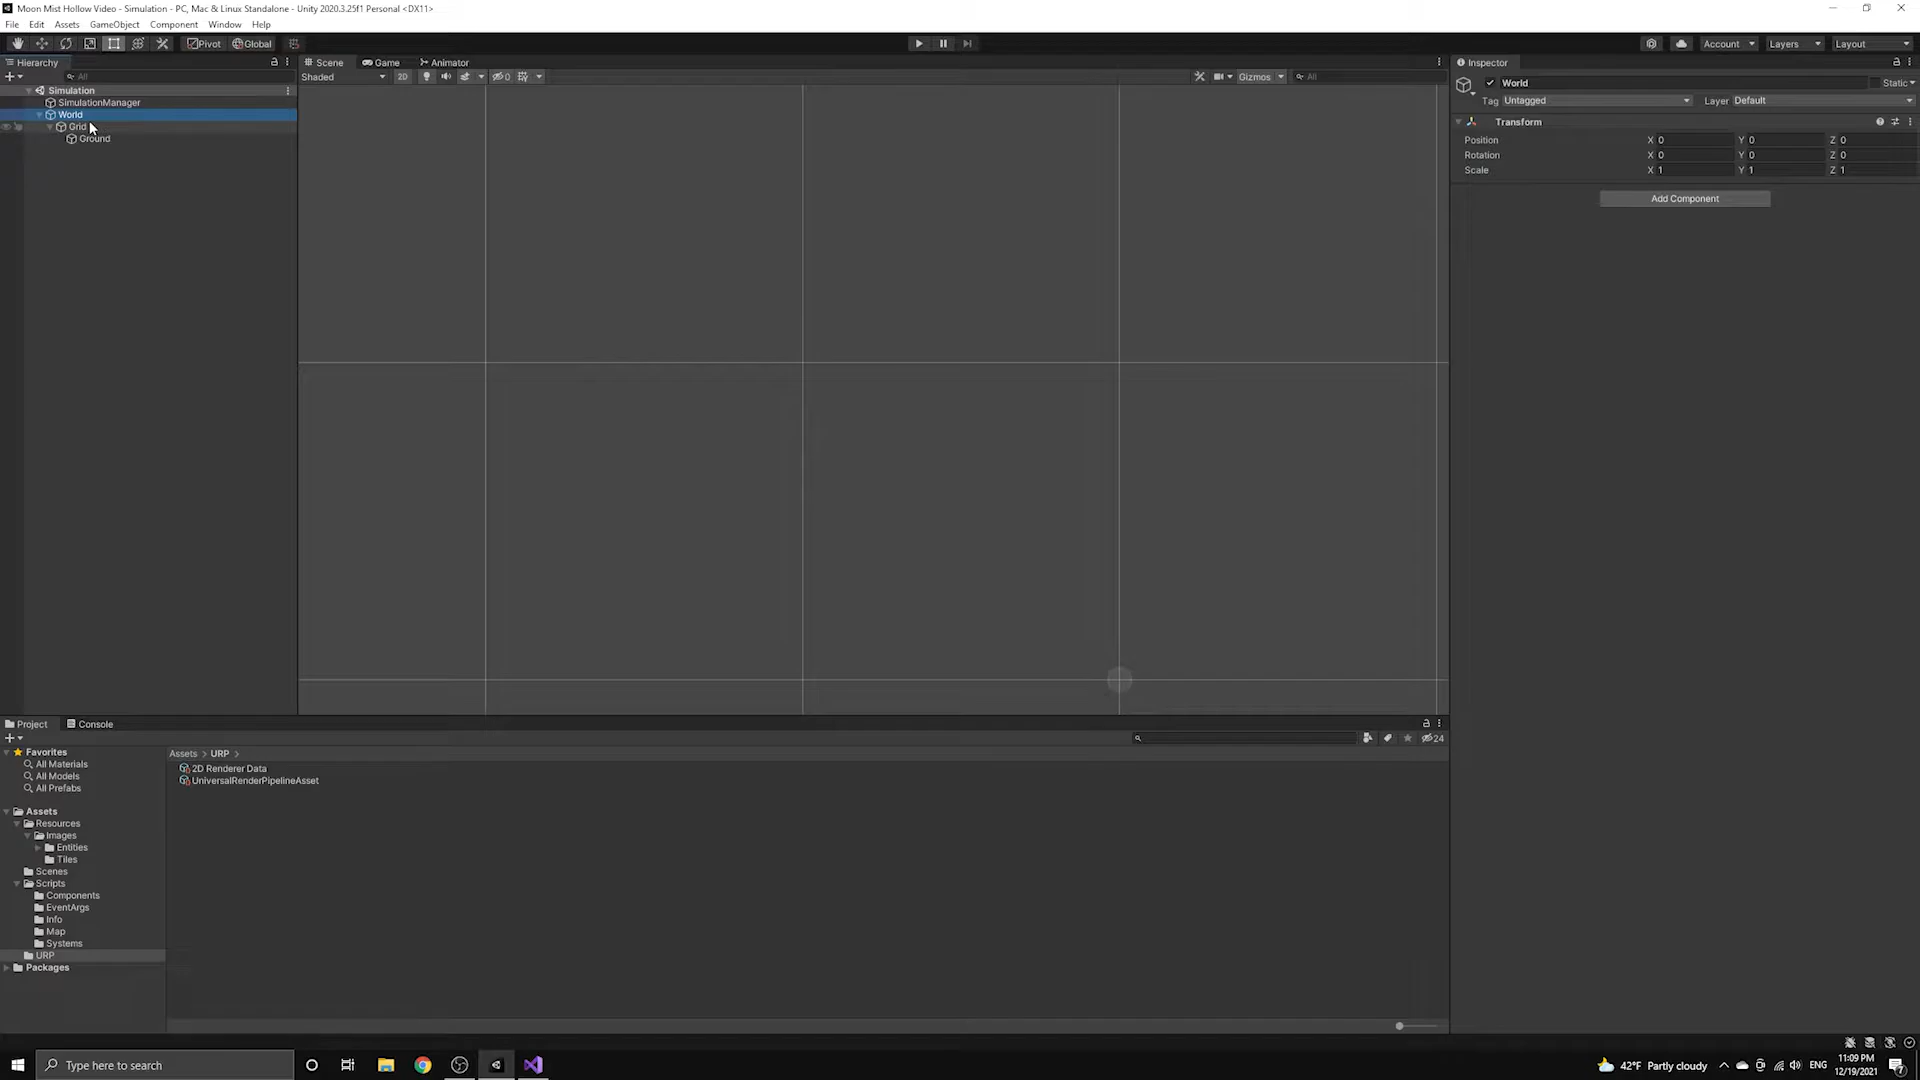 Moon Mist Hollow Video - Simulation - PC, Mac & Linux Standalone - Unity 2020.3.25f1 Personal <DX11>
File Edit Assets GameObject Component Window Help
Pivot Global Account Layers Layout
Hierarchy
All
Simulation
SimulationManager
World
Grid
Ground
Scene Game Animator
Shaded 2D 0 Gizmos All
Inspector
World Static
Tag Untagged Layer Default
Transform
Position X 0 Y 0 Z 0
Rotation X 0 Y 0 Z 0
Scale X 1 Y 1 Z 1
Add Component
Project Console
24
Favorites
All Materials
All Models
All Prefabs
Assets
Resources
Images
Entities
Tiles
Scenes
Scripts
Components
EventArgs
Info
Map
Systems
URP
Packages
Assets > URP >
2D Renderer Data
UniversalRenderPipelineAsset
Type here to search
42°F Partly cloudy
ENG
11:09 PM
12/19/2021
7